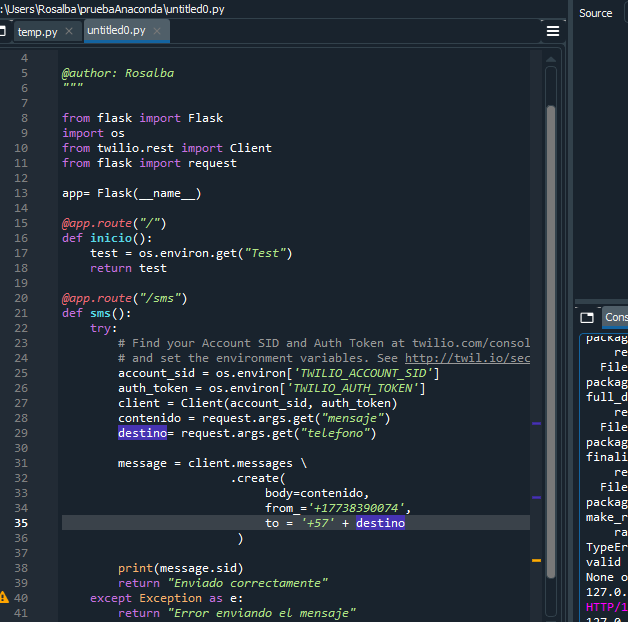 :\Users\Rosalba\pruebaAnaconda\untitled0.py
temp.py
untitled0.py
Source
4
5 @author: Rosalba
6 """
7
8 from flask import Flask
9 import os
10 from twilio.rest import Client
11 from flask import request
12
13 app= Flask(__name__)
14
15 @app.route("/")
16 def inicio():
17 test = os.environ.get("Test")
18 return test
19
20 @app.route("/sms")
21 def sms():
22 try:
23 # Find your Account SID and Auth Token at twilio.com/consol
24 # and set the environment variables. See http://twil.io/sec
25 account_sid = os.environ['TWILIO_ACCOUNT_SID']
26 auth_token = os.environ['TWILIO_AUTH_TOKEN']
27 client = Client(account_sid, auth_token)
28 contenido = request.args.get("mensaje")
29 destino= request.args.get("telefono")
30
31 message = client.messages \
32 .create(
33 body=contenido,
34 from_='+17738390074',
35 to = '+57' + destino
36 )
37
38 print(message.sid)
39 return "Enviado correctamente"
40 except Exception as e:
41 return "Error enviando el mensaje"
Cons
packag
re
File
packag
full_d
re
File
packag
finali
re
File
packag
make_r
ra
TypeEr
valid
None o
127.0.
HTTP/1
127.0.